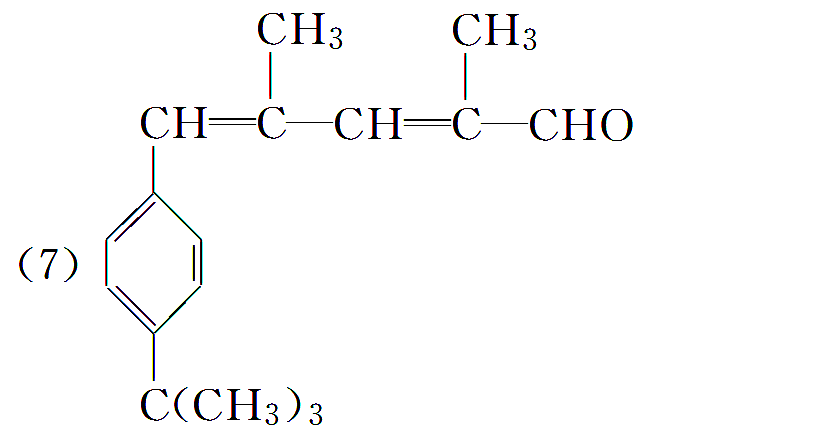 CH₃ CH₃
CH=C—CH=C—CHO
(7)
C(CH₃)₃